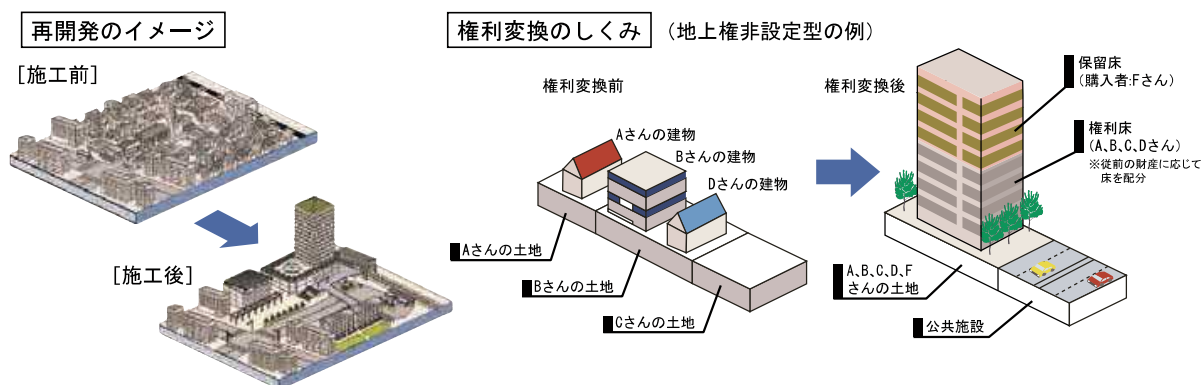 再開発のイメージ
[施工前]
[施工後]
権利変換のしくみ (地上権非設定型の例)
権利変換前
Aさんの建物
Bさんの建物
Dさんの建物
Aさんの土地
Bさんの土地
Cさんの土地
権利変換後
保留床
(購入者:Fさん)
権利床
(A,B,C,Dさん)
※従前の財産に応じて
床を配分
A,B,C,D,F
さんの土地
公共施設